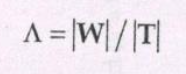 Λ = |W| / |T|